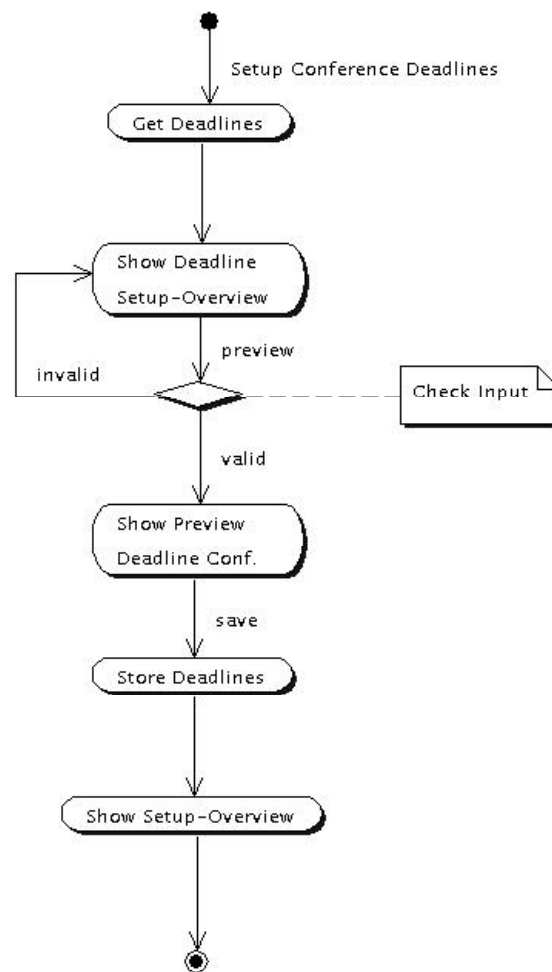 Setup Conference Deadlines
Get Deadlines
Show Deadline
Setup-Overview
preview
invalid
Check Input
valid
Show Preview
Deadline Conf.
save
Store Deadlines
Show Setup-Overview